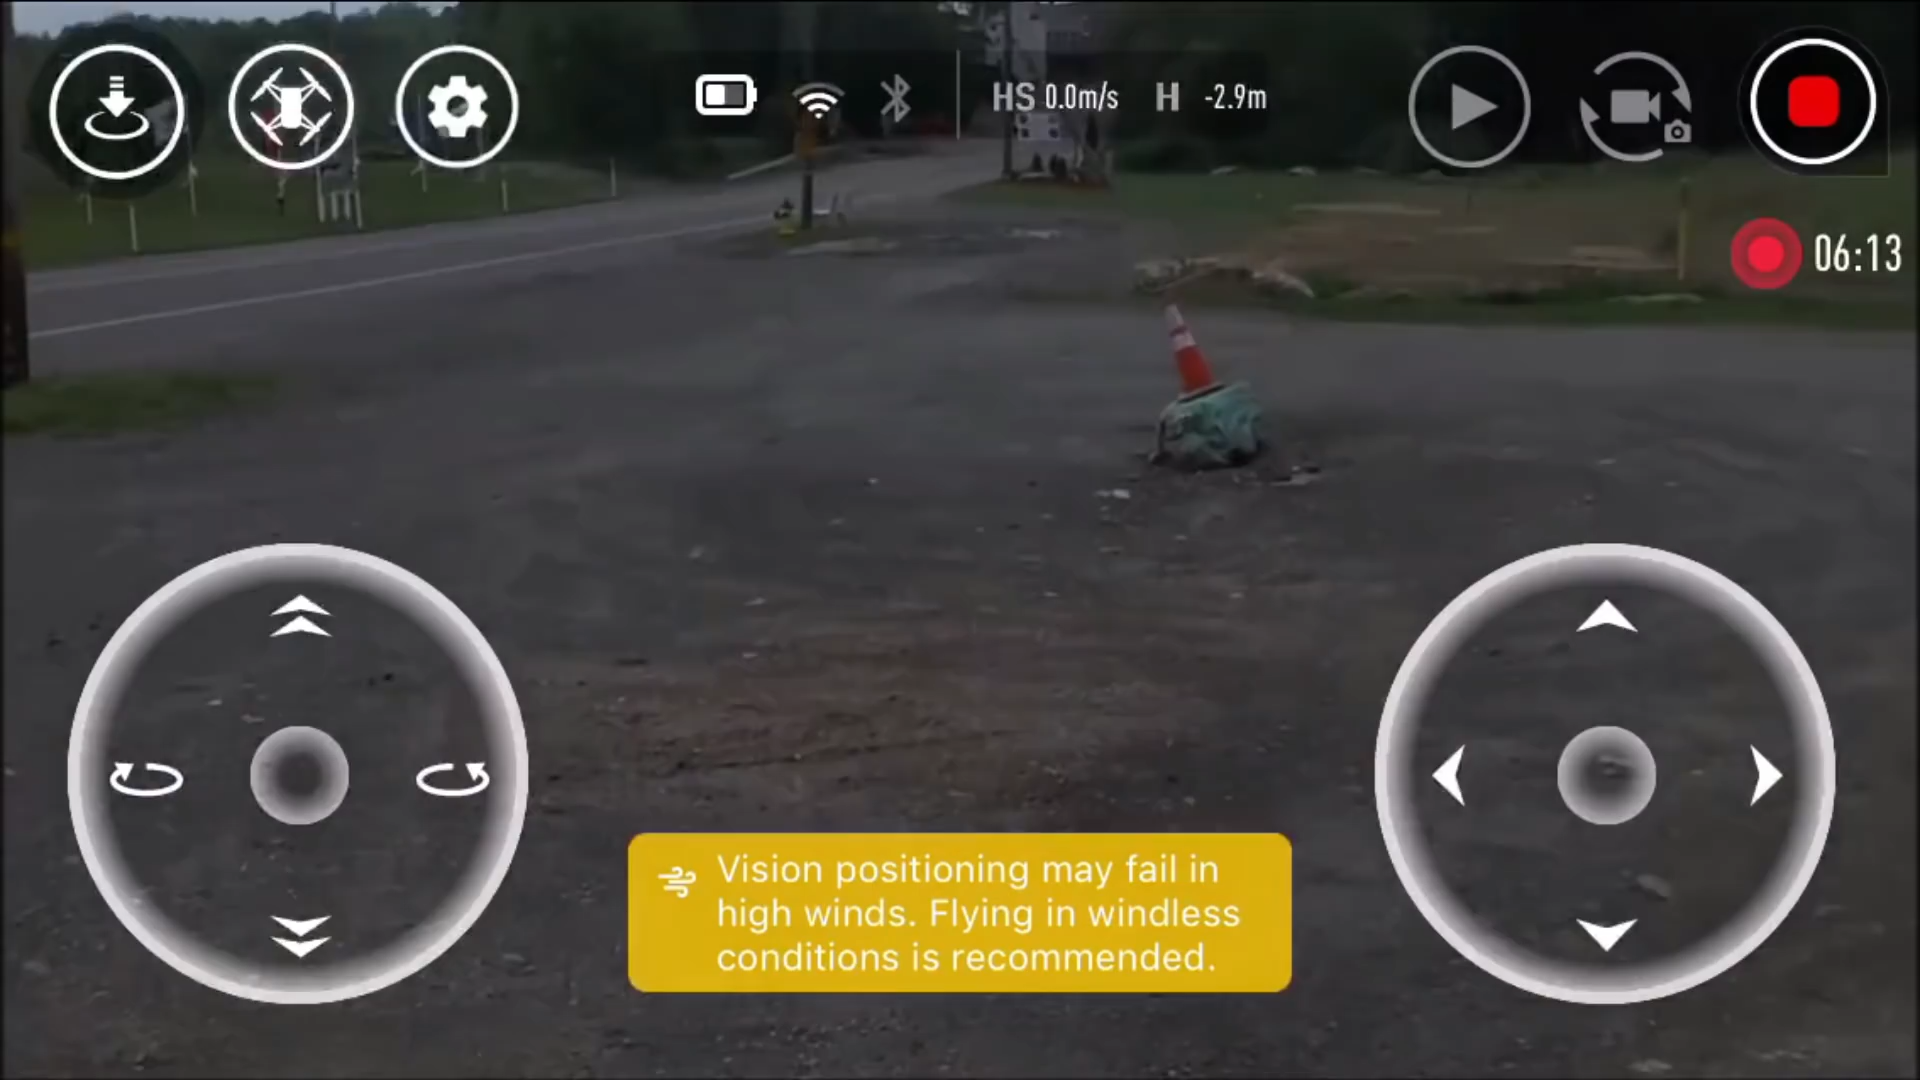 HS 0.0m/s H -2.9m
06:13
Vision positioning may fail in
high winds. Flying in windless
conditions is recommended.